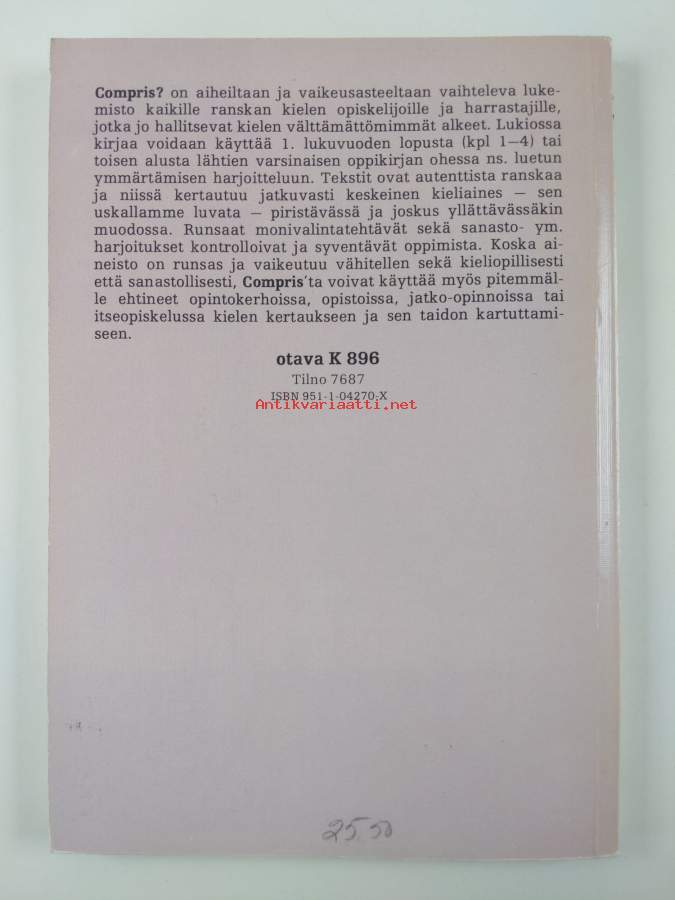 Compris? on aiheiltaan ja vaikeusasteeltaan vaihteleva luke-
misto kaikille ranskan kielen opiskelijoille ja harrastajille,
jotka jo hallitsevat kielen välttämättömimmät alkeet. Lukiossa
kirjaa voidaan käyttää 1. lukuvuoden lopusta (kpl 1—4) tai
toisen alusta lähtien varsinaisen oppikirjan ohessa ns. luetun
ymmärtämisen harjoitteluun. Tekstit ovat autenttista ranskaa
ja niissä kertautuu jatkuvasti keskeinen kieliaines — sen
uskallamme luvata — piristävässä ja joskus yllättävässäkin
muodossa. Runsaat monivalintatehtävät sekä sanasto- ym.
harjoitukset kontrolloivat ja syventävät oppimista. Koska ai-
neisto on runsas ja vaikeutuu vähitellen sekä kieliopillisesti
että sanastollisesti, Compris'ta voivat käyttää myös pitemmäl-
le ehtineet opintokerhoissa, opistoissa, jatko-opinnoissa tai
itseopiskelussa kielen kertaukseen ja sen taidon kartuttami-
seen.
otava K 896
Tilno 7687
ISBN 951-1-04270-X
Antikvariaatti.net
25.50